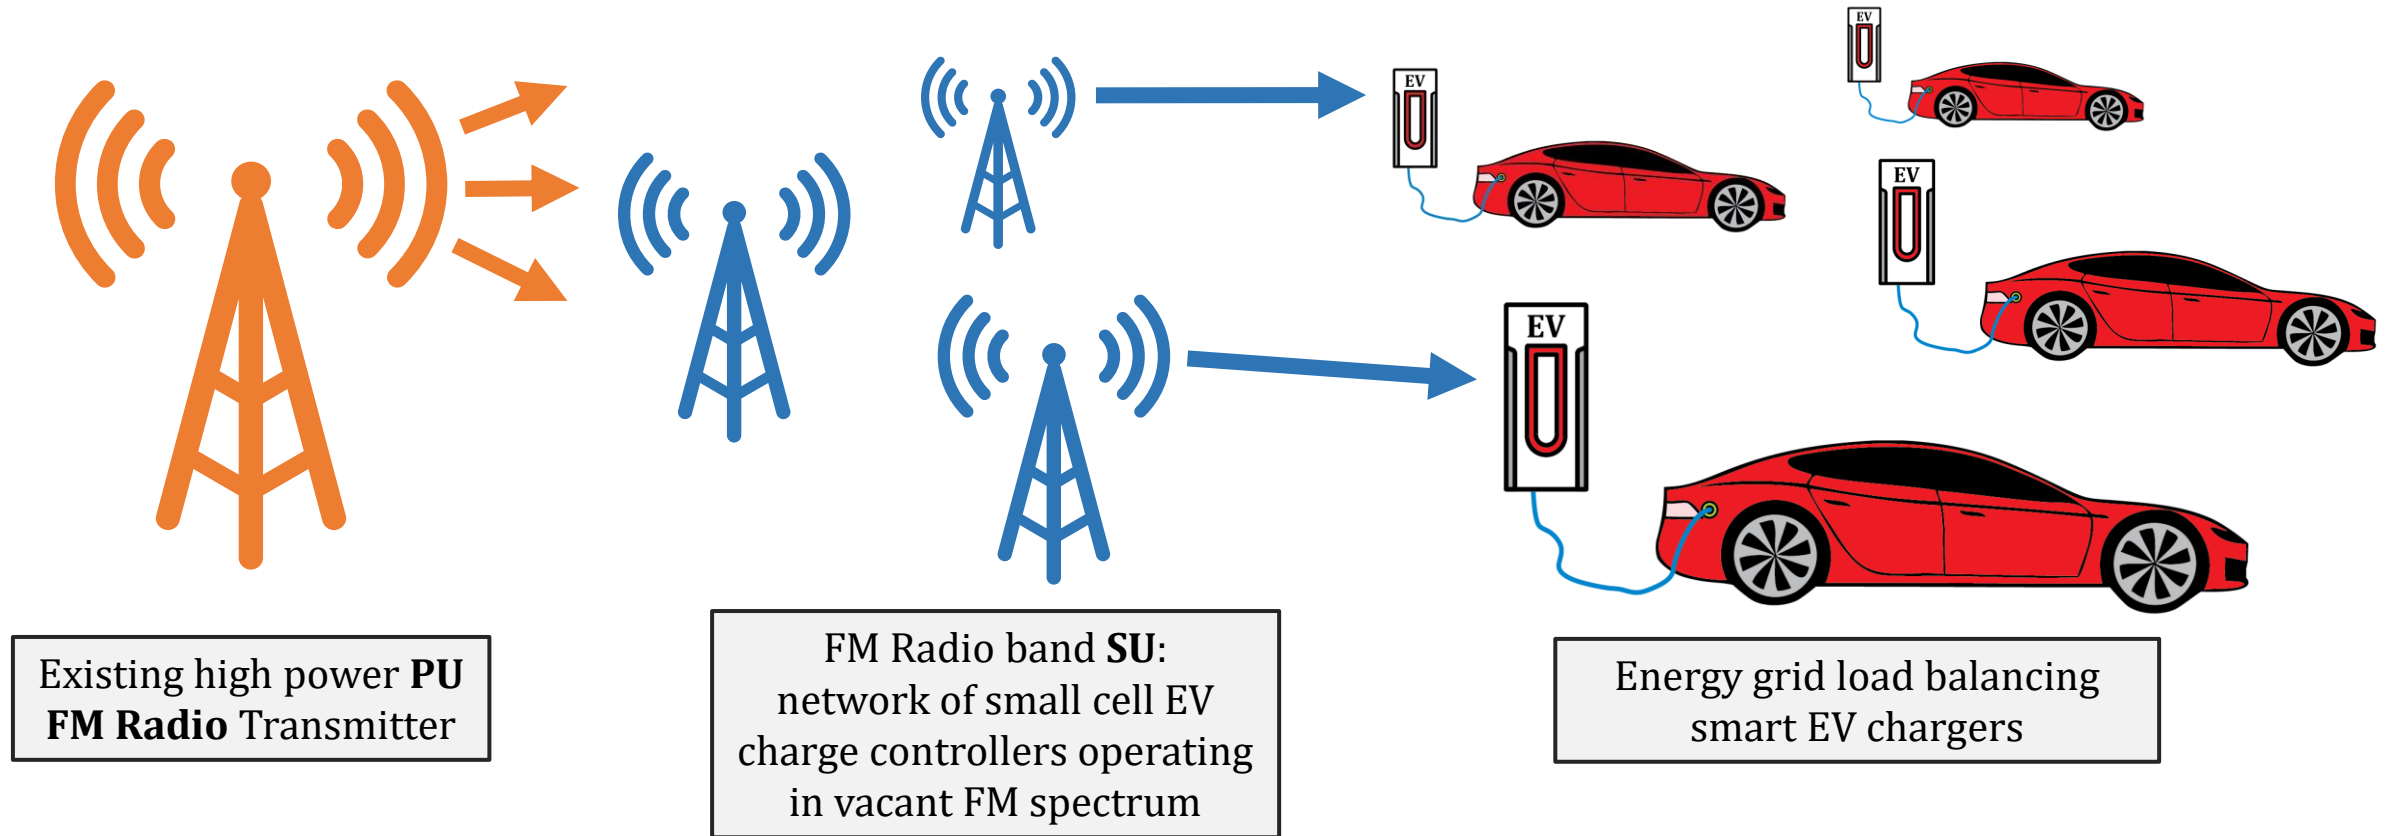 EV
EV
EV
EV
Existing high power PU
FM Radio Transmitter
FM Radio band SU:
network of small cell EV
charge controllers operating
in vacant FM spectrum
Energy grid load balancing
smart EV chargers